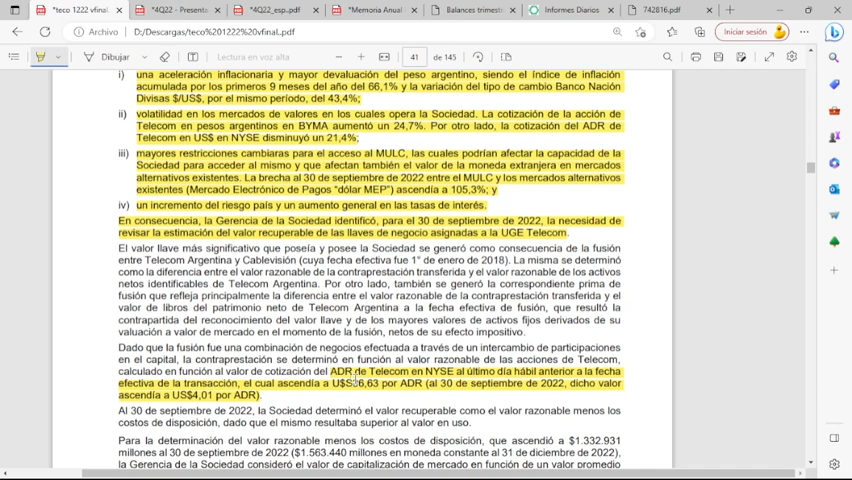 *teco 1222 vfinal..pdf
*4Q22 - Presenta
*4Q22_esp.pdf
*Memoria Anual
Balances trimestr
Informes Diarios
742816.pdf
Archivo
D:/Descargas/teco%201222%20vfinal..pdf
Iniciar sesión
Dibujar
Lectura en voz alta
41
de 145
i) una aceleración inflacionaria y mayor devaluación del peso argentino, siendo el índice de inflación
acumulada por los primeros 9 meses del año del 66,1% y la variación del tipo de cambio Banco Nación
Divisas $/US$, por el mismo período, del 43,4%;
ii) volatilidad en los mercados de valores en los cuales opera la Sociedad. La cotización de la acción de
Telecom en pesos argentinos en BYMA aumentó un 24,7%. Por otro lado, la cotización del ADR de
Telecom en US$ en NYSE disminuyó un 21,4%;
iii) mayores restricciones cambiarias para el acceso al MULC, las cuales podrían afectar la capacidad de la
Sociedad para acceder al mismo y que afectan también el valor de la moneda extranjera en mercados
alternativos existentes. La brecha al 30 de septiembre de 2022 entre el MULC y los mercados alternativos
existentes (Mercado Electrónico de Pagos "dólar MEP") ascendía a 105,3%; y
iv) un incremento del riesgo país y un aumento general en las tasas de interés.
En consecuencia, la Gerencia de la Sociedad identificó, para el 30 de septiembre de 2022, la necesidad de
revisar la estimación del valor recuperable de las llaves de negocio asignadas a la UGE Telecom.
El valor llave más significativo que poseía y posee la Sociedad se generó como consecuencia de la fusión
entre Telecom Argentina y Cablevisión (cuya fecha efectiva fue 1° de enero de 2018). La misma se determinó
como la diferencia entre el valor razonable de la contraprestación transferida y el valor razonable de los activos
netos identificables de Telecom Argentina. Por otro lado, también se generó la correspondiente prima de
fusión que refleja principalmente la diferencia entre el valor razonable de la contraprestación transferida y el
valor de libros del patrimonio neto de Telecom Argentina a la fecha efectiva de fusión, que resultó la
contrapartida del reconocimiento del valor llave y de los mayores valores de activos fijos derivados de su
valuación a valor de mercado en el momento de la fusión, netos de su efecto impositivo.
Dado que la fusión fue una combinación de negocios efectuada a través de un intercambio de participaciones
en el capital, la contraprestación se determinó en función al valor razonable de las acciones de Telecom,
calculado en función al valor de cotización del ADR de Telecom en NYSE al último día hábil anterior a la fecha
efectiva de la transacción, el cual ascendía a U$S36,63 por ADR (al 30 de septiembre de 2022, dicho valor
ascendía a US$4,01 por ADR).
Al 30 de septiembre de 2022, la Sociedad determinó el valor recuperable como el valor razonable menos los
costos de disposición, dado que el mismo resultaba superior al valor en uso.
Para la determinación del valor razonable menos los costos de disposición, que ascendió a $1.332.931
millones al 30 de septiembre de 2022 ($1.563.440 millones en moneda constante al 31 de diciembre de 2022),
la Gerencia de la Sociedad consideró el valor de capitalización de mercado en función de un valor promedio